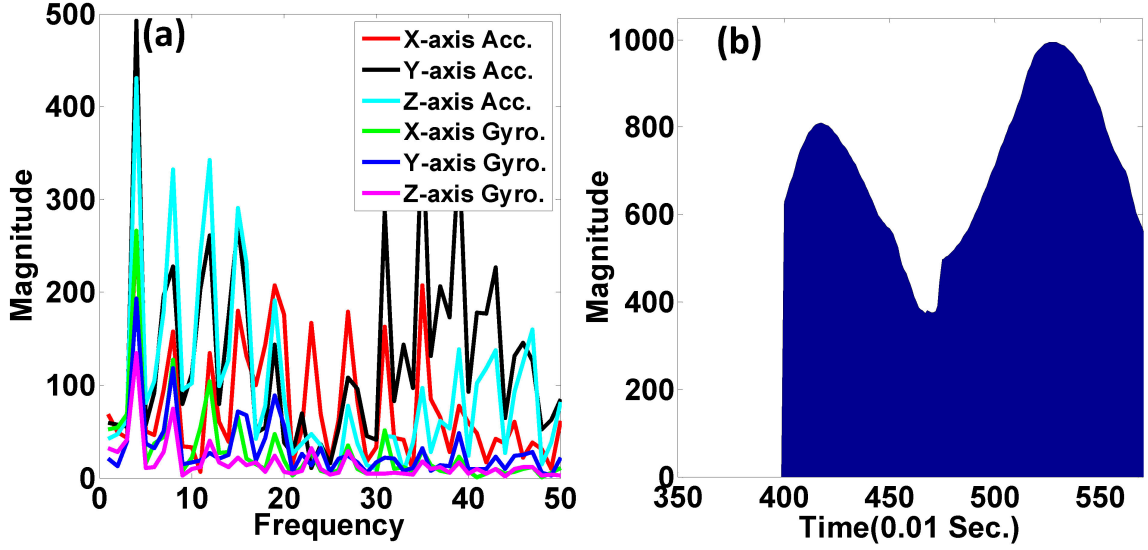 (a)
500
400
300
200
100
0
Magnitude
0 10 20 30 40 50
Frequency
X-axis Acc.
Y-axis Acc.
Z-axis Acc.
X-axis Gyro.
Y-axis Gyro.
Z-axis Gyro.
(b)
1000
800
600
400
200
0
Magnitude
350 400 450 500 550
Time(0.01 Sec.)